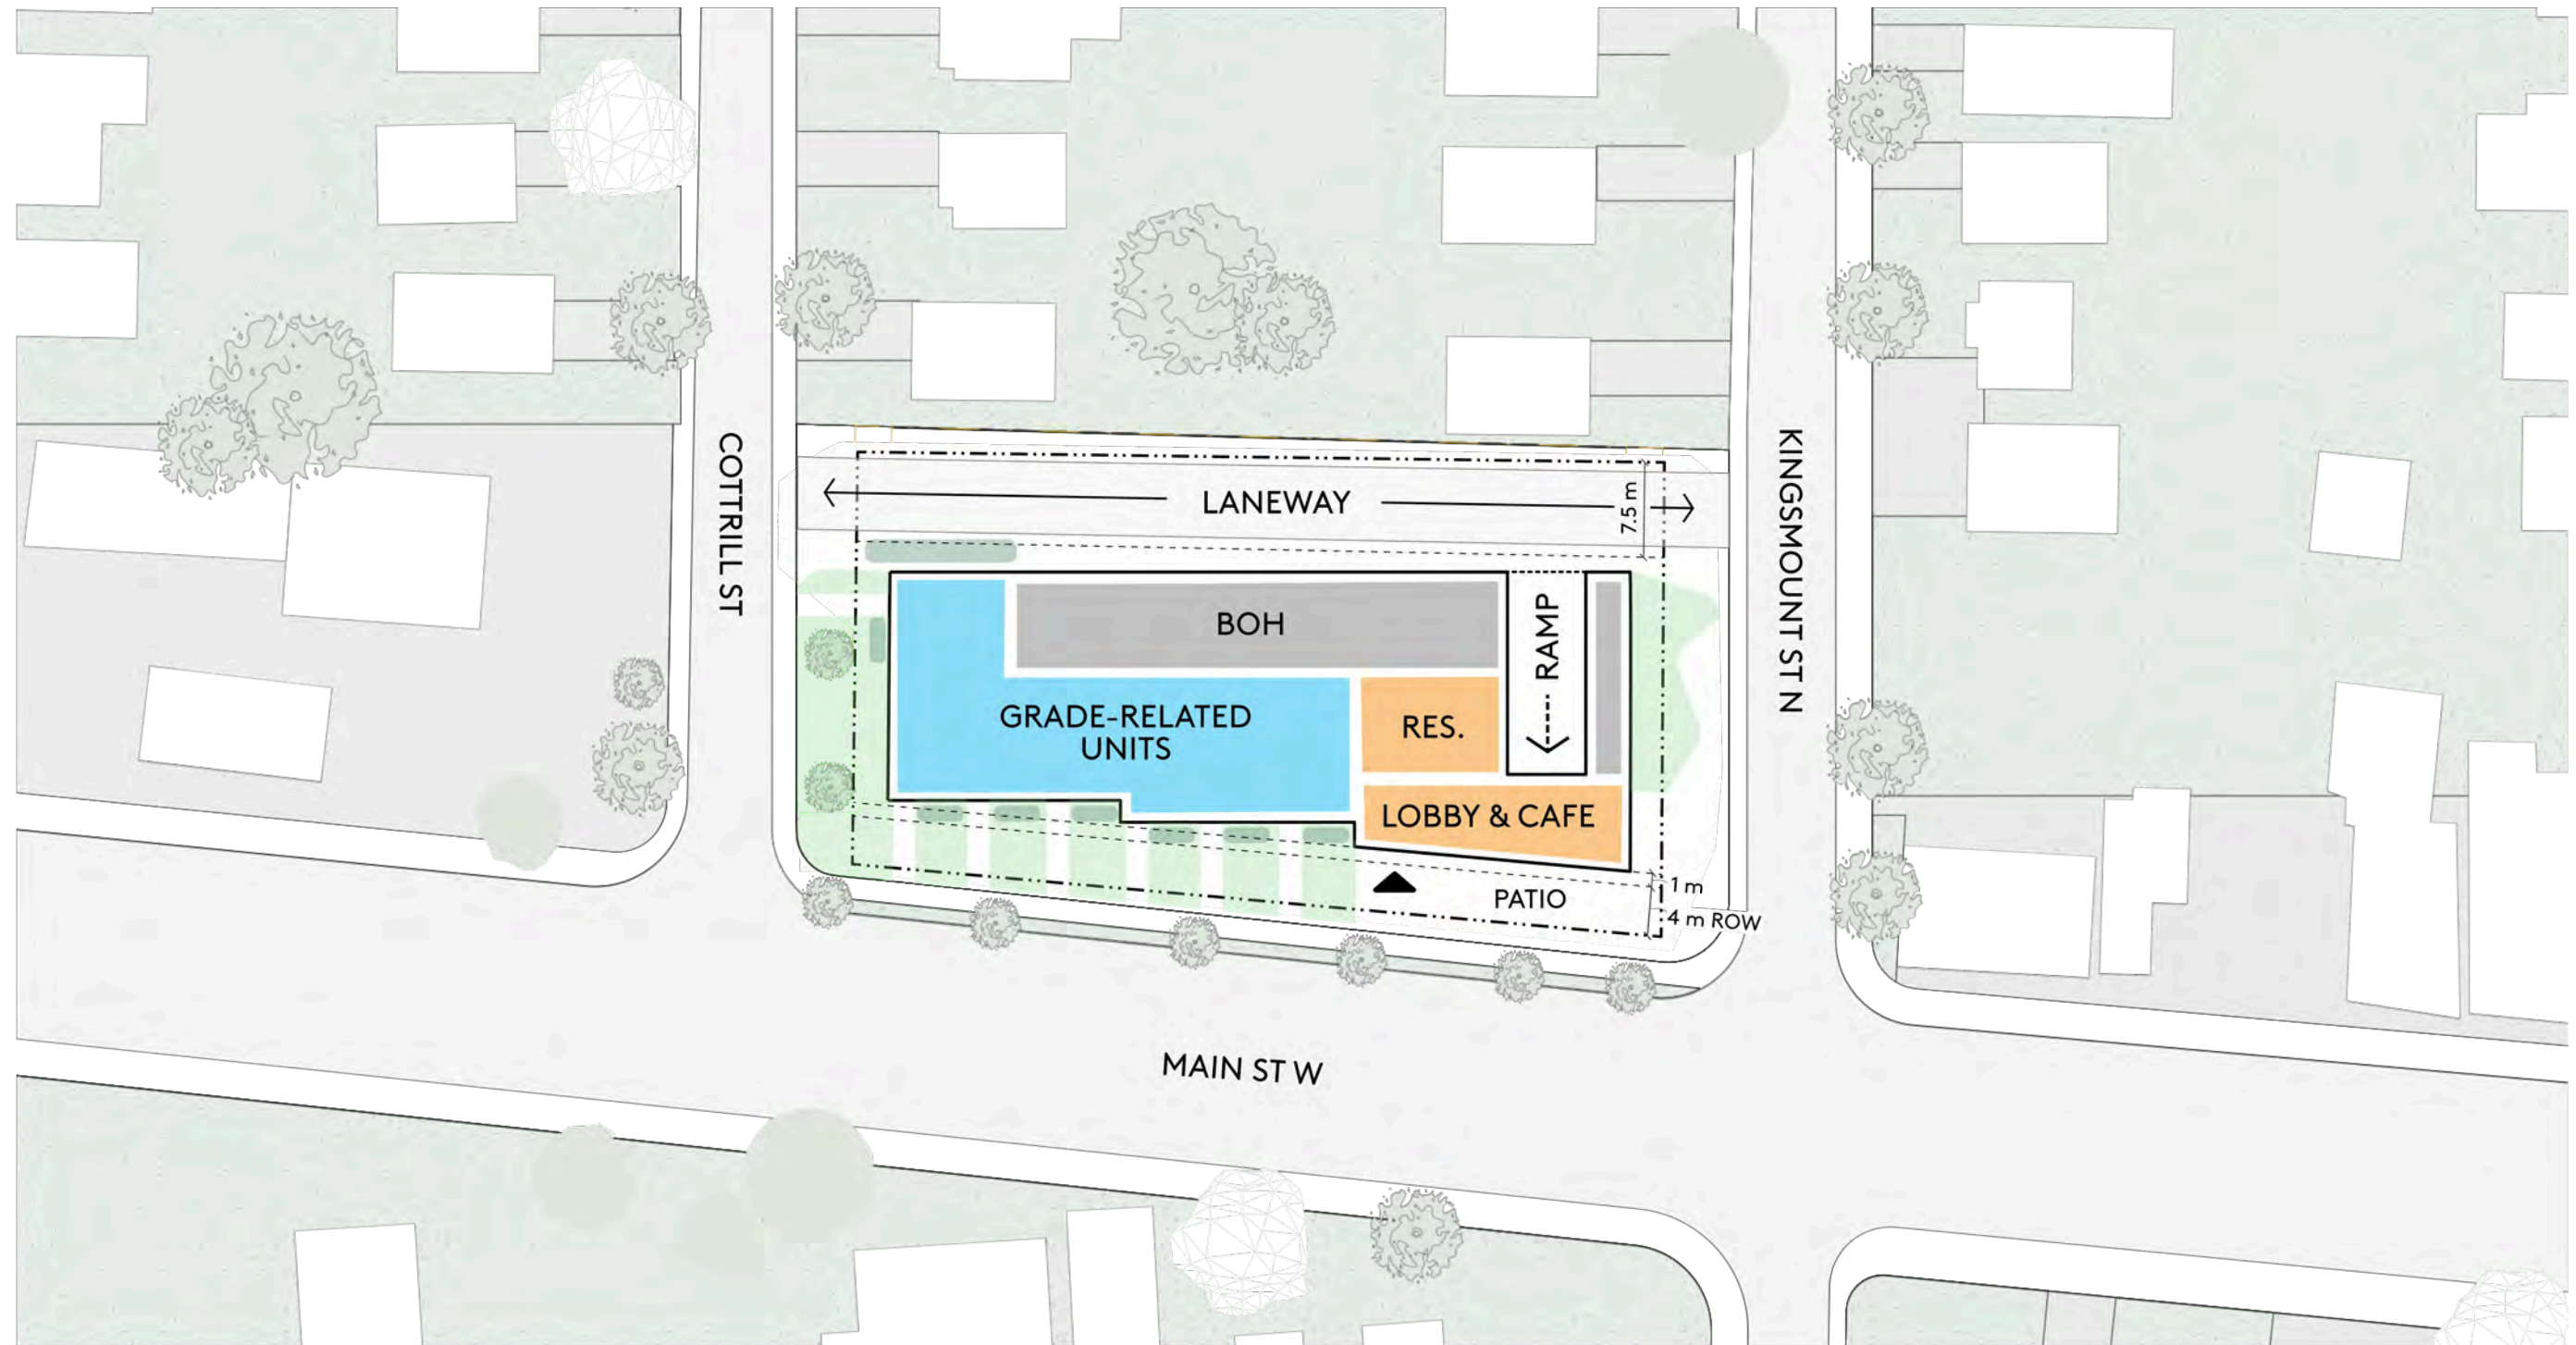 COTTRILL ST
KINGSMOUNT ST N
LANEWAY
7.5 m
BOH
RAMP
GRADE-RELATED
UNITS
RES.
LOBBY & CAFE
1 m
PATIO
4 m ROW
MAIN ST W